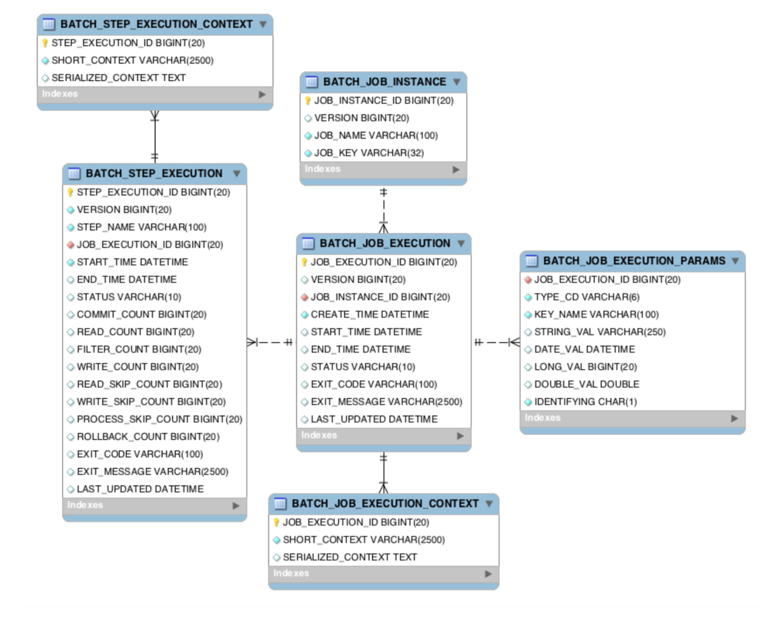 BATCH_STEP_EXECUTION_CONTEXT
STEP_EXECUTION_ID BIGINT(20)
SHORT_CONTEXT VARCHAR(2500)
SERIALIZED_CONTEXT TEXT
Indexes
BATCH_JOB_INSTANCE
JOB_INSTANCE_ID BIGINT(20)
VERSION BIGINT(20)
JOB_NAME VARCHAR(100)
JOB_KEY VARCHAR(32)
Indexes
BATCH_STEP_EXECUTION
STEP_EXECUTION_ID BIGINT(20)
VERSION BIGINT(20)
STEP_NAME VARCHAR(100)
JOB_EXECUTION_ID BIGINT(20)
START_TIME DATETIME
END_TIME DATETIME
STATUS VARCHAR(10)
COMMIT_COUNT BIGINT(20)
READ_COUNT BIGINT(20)
FILTER_COUNT BIGINT(20)
WRITE_COUNT BIGINT(20)
READ_SKIP_COUNT BIGINT(20)
WRITE_SKIP_COUNT BIGINT(20)
PROCESS_SKIP_COUNT BIGINT(20)
ROLLBACK_COUNT BIGINT(20)
EXIT_CODE VARCHAR(100)
EXIT_MESSAGE VARCHAR(2500)
LAST_UPDATED DATETIME
Indexes
BATCH_JOB_EXECUTION
JOB_EXECUTION_ID BIGINT(20)
VERSION BIGINT(20)
JOB_INSTANCE_ID BIGINT(20)
CREATE_TIME DATETIME
START_TIME DATETIME
END_TIME DATETIME
STATUS VARCHAR(10)
EXIT_CODE VARCHAR(100)
EXIT_MESSAGE VARCHAR(2500)
LAST_UPDATED DATETIME
Indexes
BATCH_JOB_EXECUTION_PARAMS
JOB_EXECUTION_ID BIGINT(20)
TYPE_CD VARCHAR(6)
KEY_NAME VARCHAR(100)
STRING_VAL VARCHAR(250)
DATE_VAL DATETIME
LONG_VAL BIGINT(20)
DOUBLE_VAL DOUBLE
IDENTIFYING CHAR(1)
Indexes
BATCH_JOB_EXECUTION_CONTEXT
JOB_EXECUTION_ID BIGINT(20)
SHORT_CONTEXT VARCHAR(2500)
SERIALIZED_CONTEXT TEXT
Indexes